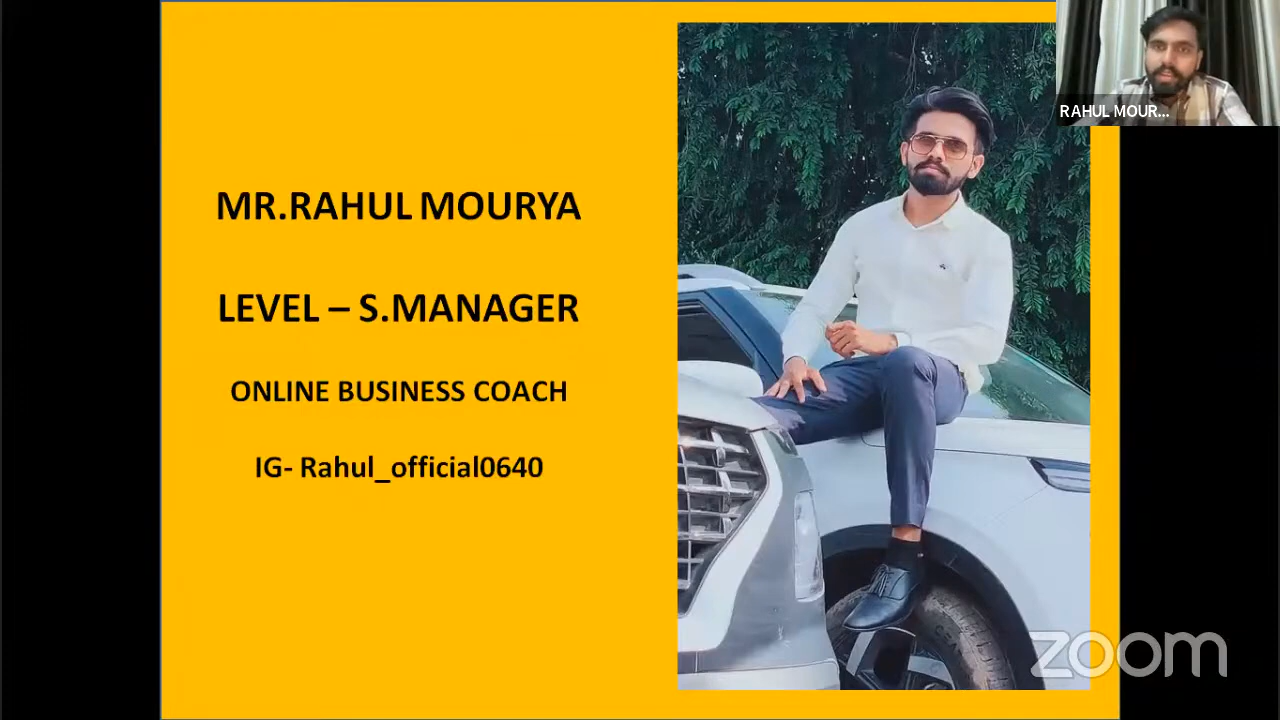 MR.RAHUL MOURYA
LEVEL – S.MANAGER
ONLINE BUSINESS COACH
IG- Rahul_official0640
RAHUL MOUR...
zoom